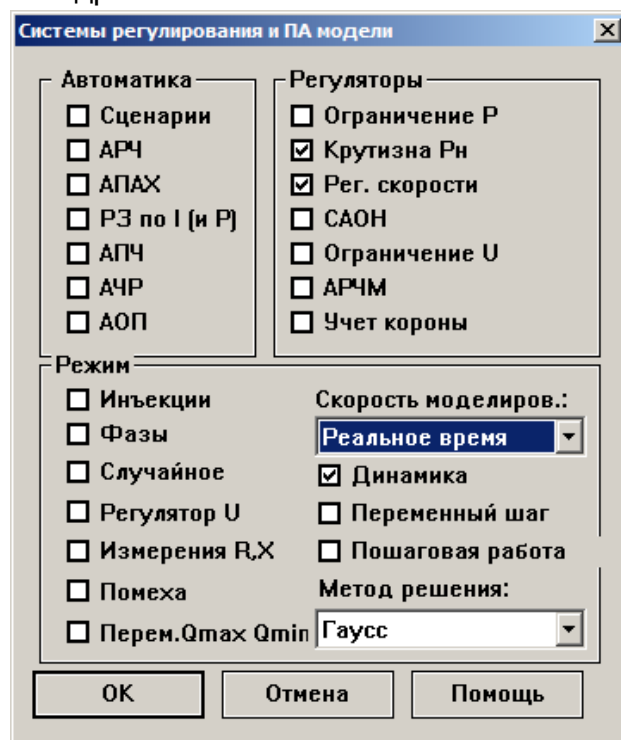 Системы регулирования и ПА модели
Автоматика
Сценарии
АРЧ
АПАХ
РЗ по I (и P)
АПЧ
АЧР
АОП
Регуляторы
Ограничение P
Крутизна Рн
Рег. скорости
САОН
Ограничение U
АРЧМ
Учет короны
Режим
Инъекции
Фазы
Случайное
Регулятор U
Измерения R,X
Помеха
Перем.Qmax Qmin
Скорость моделиров.:
Реальное время
Динамика
Переменный шаг
Пошаговая работа
Метод решения:
Гаусс
ОК
Отмена
Помощь